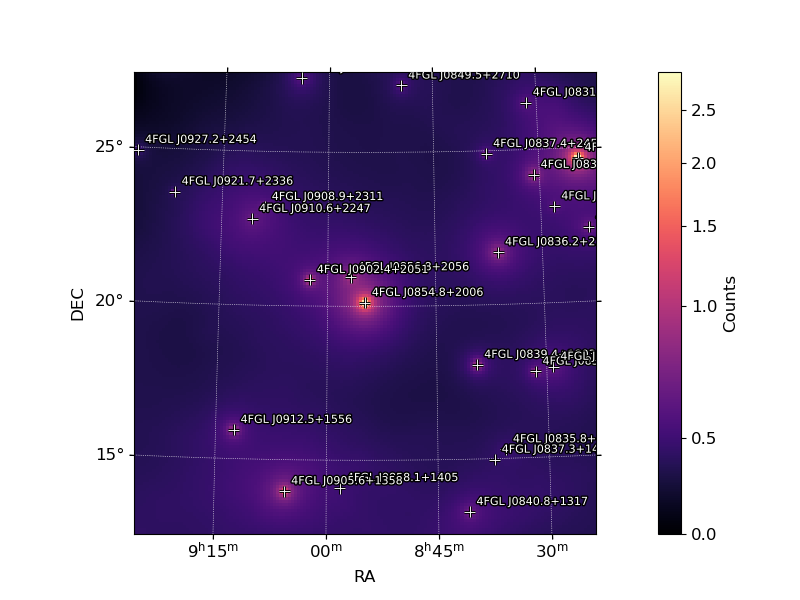 4FGL J0849.5+2710
4FGL J0831
4FGL J0927.2+2454
4FGL J0837.4+24
4FGL J083
4FGL J0921.7+2336
4FGL J0908.9+2311
4FGL J
4FGL J0910.6+2247
4FGL J0836.2+2
4FGL J0902.4+2051
+2056
4FGL J0854.8+2006
4FGL J0839.4
4FGL J0912.5+1556
4FGL J0835.8+
4FGL J0837.3+14
4FGL J0905.6+1358
+1405
4FGL J0840.8+1317
25°
20°
15°
DEC
9h15m
00m
8h45m
30m
RA
2.5
2.0
1.5
1.0
0.5
0.0
Counts